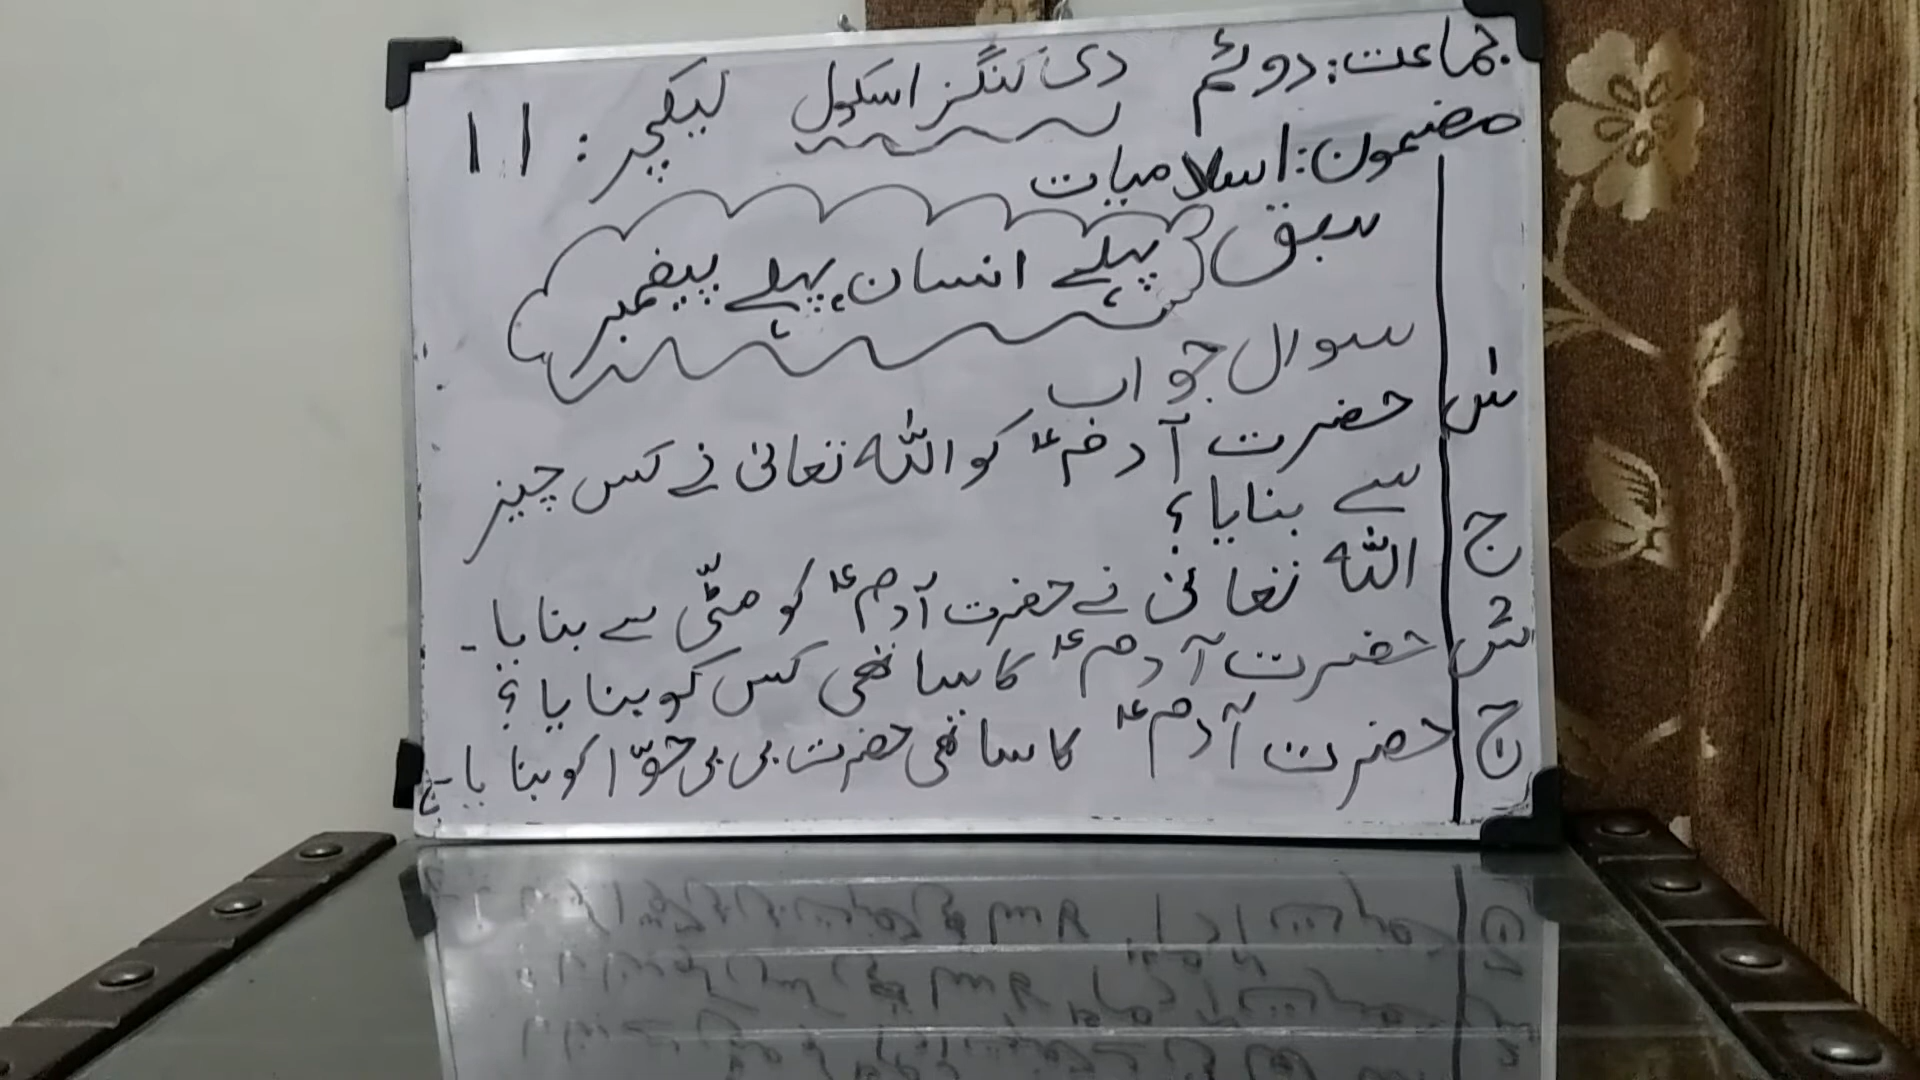 جماعت: دوئم دی کنگز اسکول لیکچر: 11
مضمون: اسلامیات
سبق پہلے انسان، پہلے پیغمبر
سوال جواب
س1 حضرت آدمؑ کو اللہ تعالیٰ نے کس چیز
سے بنایا؟
ج اللہ تعالیٰ نے حضرت آدمؑ کو مٹّی سے بنایا۔
س2 حضرت آدمؑ کا ساتھی کس کو بنایا؟
ج حضرت آدمؑ کا ساتھی حضرت بی بی حوّا کو بنایا۔